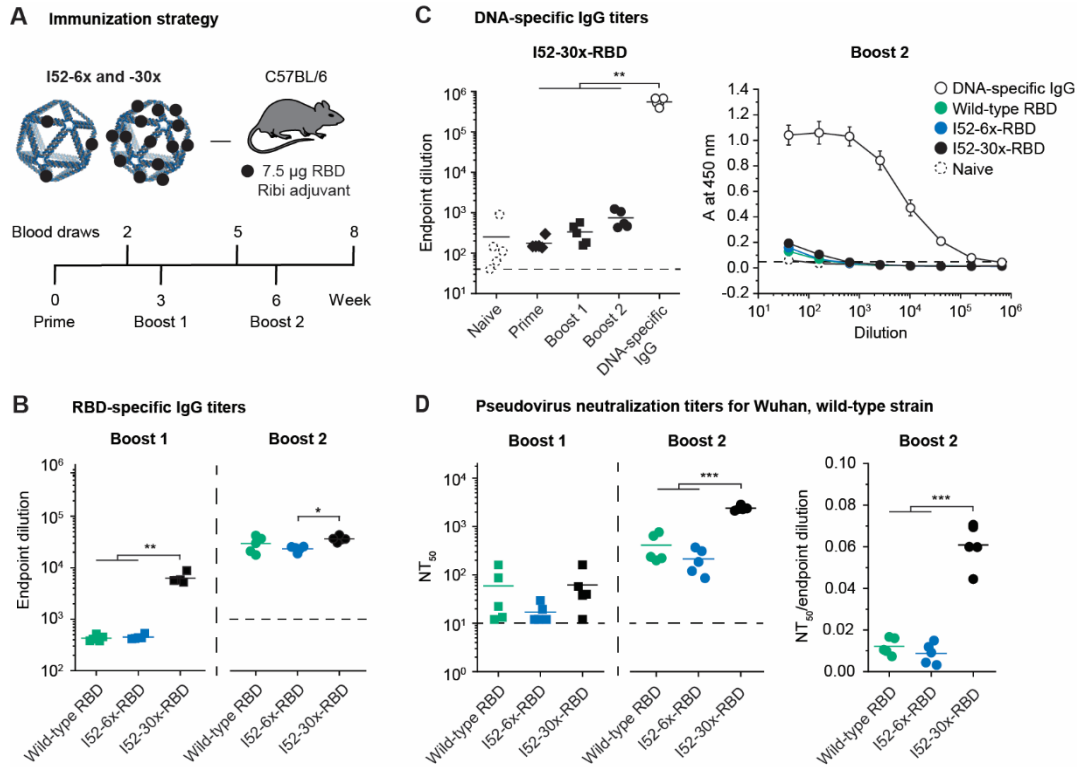 A Immunization strategy
I52-6x and -30x
C57BL/6
7.5 µg RBD
Ribi adjuvant
Blood draws 2 5 8
0 3 6 Week
Prime Boost 1 Boost 2
C DNA-specific IgG titers
I52-30x-RBD
**
Endpoint dilution
10⁶
10⁵
10⁴
10³
10²
10¹
Naive
Prime
Boost 1
Boost 2
DNA-specific
IgG
Boost 2
DNA-specific IgG
Wild-type RBD
I52-6x-RBD
I52-30x-RBD
Naive
A at 450 nm
1.4
1.2
1.0
0.8
0.6
0.4
0.2
0.0
-0.2
10¹ 10² 10³ 10⁴ 10⁵ 10⁶
Dilution
B RBD-specific IgG titers
Boost 1 Boost 2
** *
Endpoint dilution
10⁶
10⁵
10⁴
10³
10²
Wild-type RBD
I52-6x-RBD
I52-30x-RBD
Wild-type RBD
I52-6x-RBD
I52-30x-RBD
D Pseudovirus neutralization titers for Wuhan, wild-type strain
Boost 1 Boost 2
***
NT₅₀
10⁴
10³
10²
10¹
10⁰
Wild-type RBD
I52-6x-RBD
I52-30x-RBD
Wild-type RBD
I52-6x-RBD
I52-30x-RBD
Boost 2
***
NT₅₀/endpoint dilution
0.10
0.08
0.06
0.04
0.02
0.00
Wild-type RBD
I52-6x-RBD
I52-30x-RBD